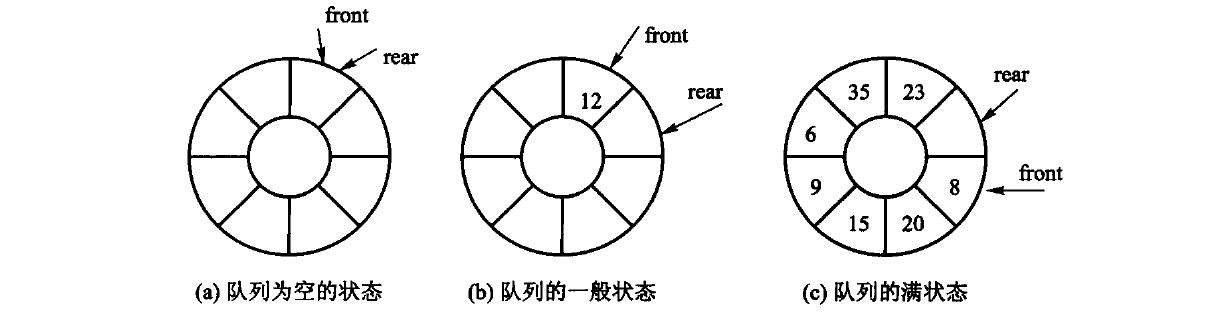 front
rear
(a) 队列为空的状态
front
12
rear
(b) 队列的一般状态
35
23
rear
6
9
8
front
15
20
(c) 队列的满状态